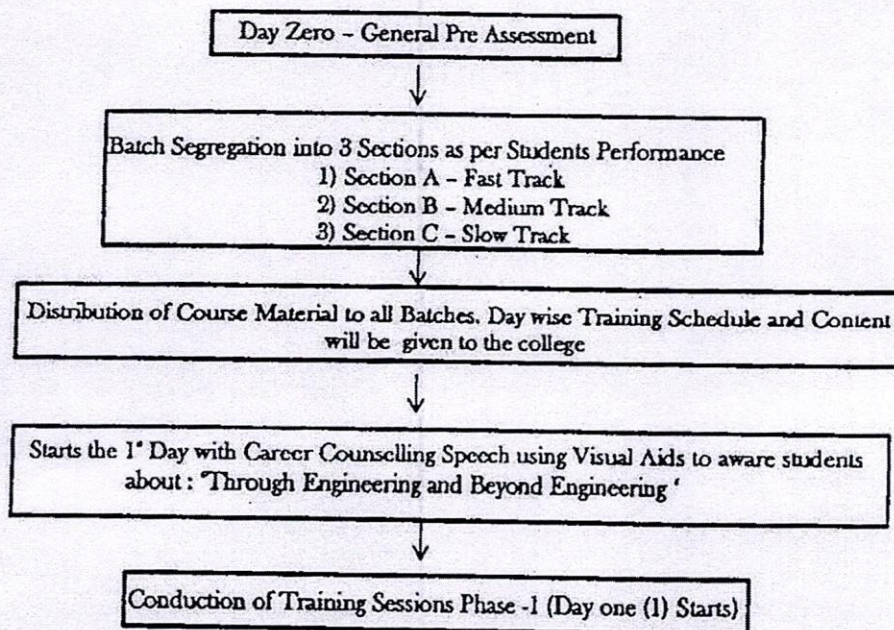 Day Zero – General Pre Assessment
Batch Segregation into 3 Sections as per Students Performance
1) Section A – Fast Track
2) Section B – Medium Track
3) Section C – Slow Track
Distribution of Course Material to all Batches. Day wise Training Schedule and Content
will be given to the college
Starts the 1* Day with Career Counselling Speech using Visual Aids to aware students
about : 'Through Engineering and Beyond Engineering '
Conduction of Training Sessions Phase -1 (Day one (1) Starts)